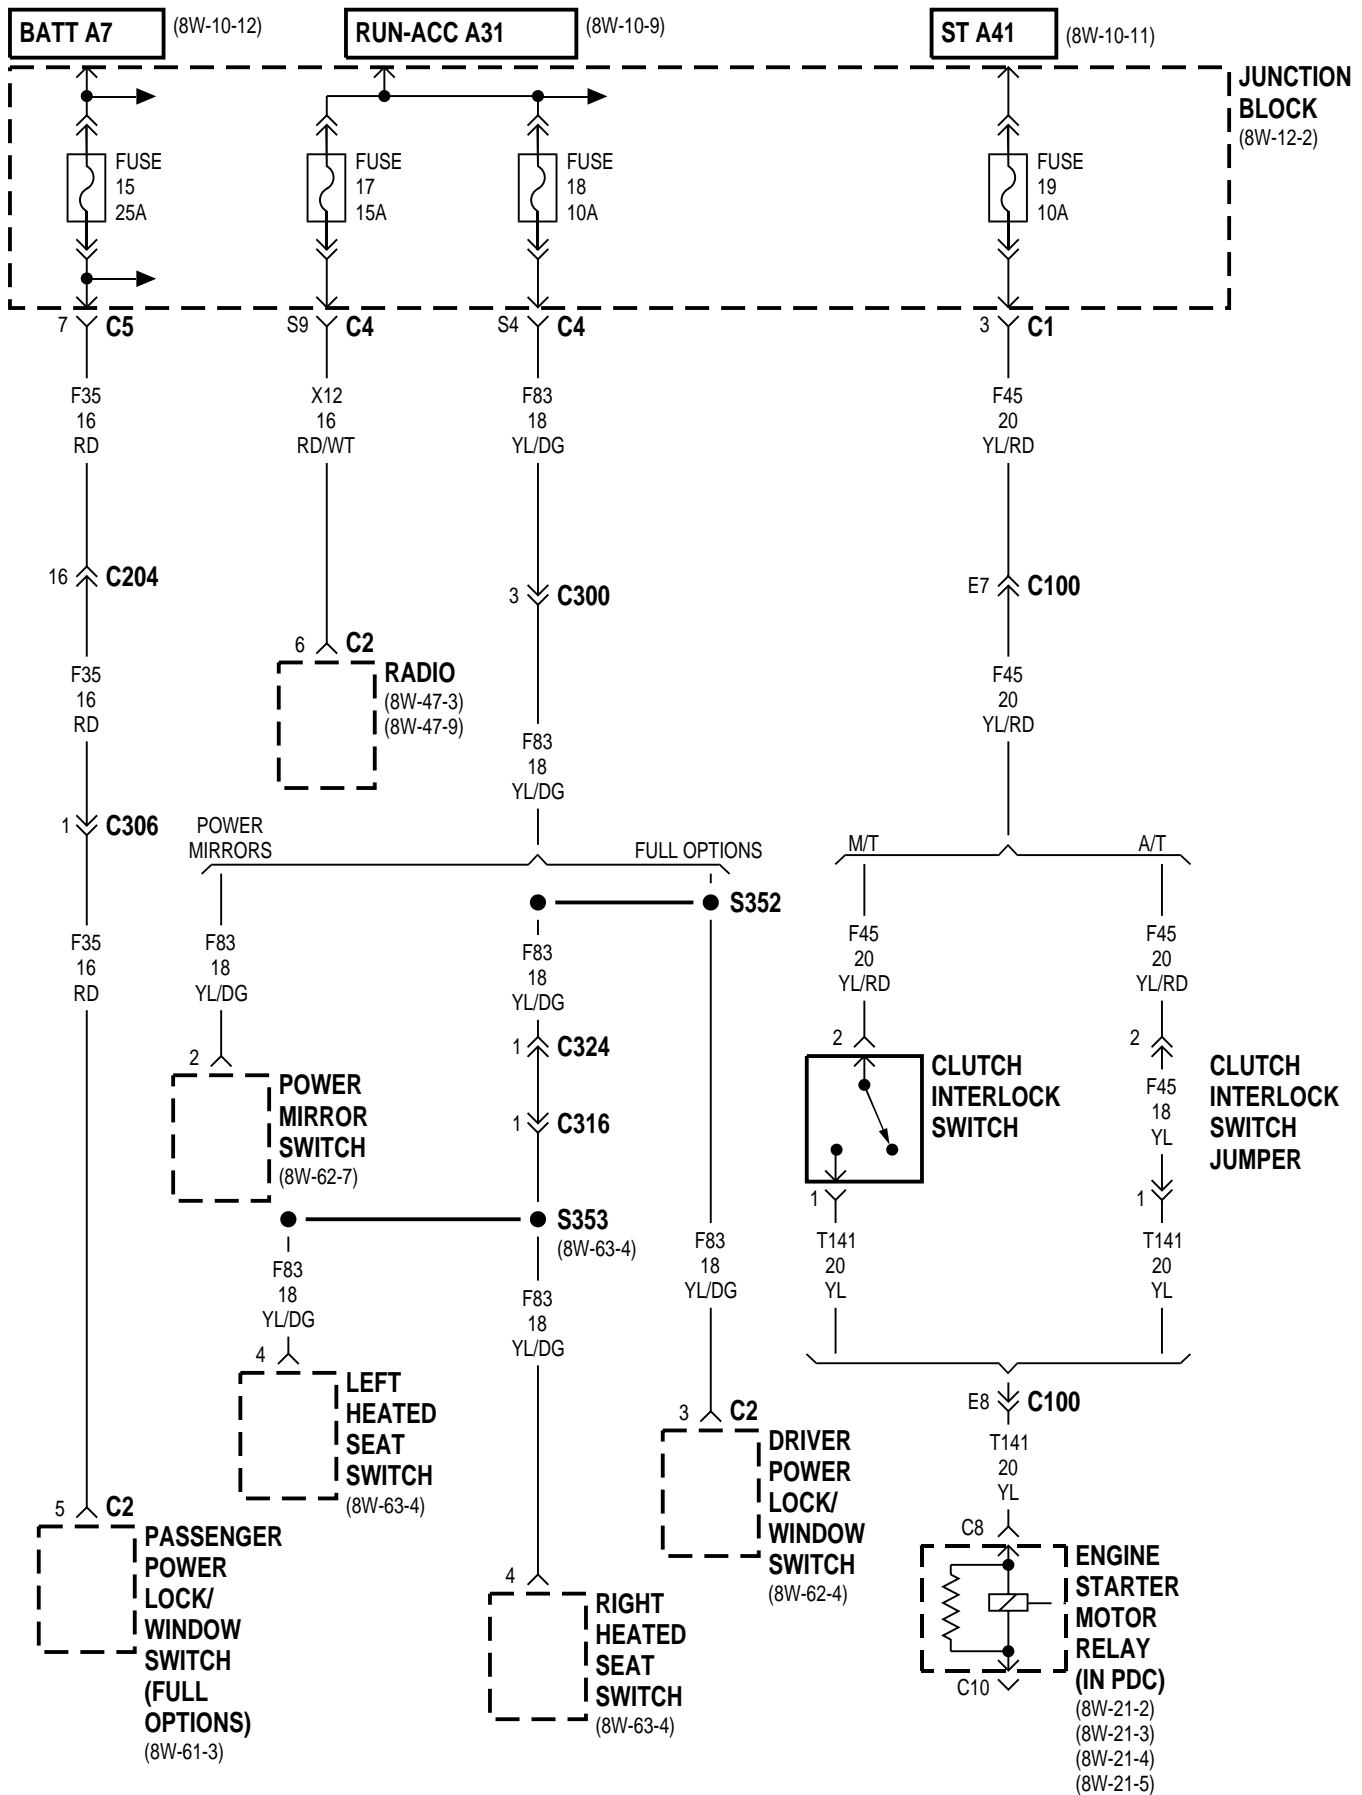 BATT A7
(8W-10-12)
RUN-ACC A31
(8W-10-9)
ST A41
(8W-10-11)
JUNCTION
BLOCK
(8W-12-2)
FUSE
15
25A
FUSE
17
15A
FUSE
18
10A
FUSE
19
10A
7 C5
S9 C4
S4 C4
3 C1
F35
16
RD
X12
16
RD/WT
F83
18
YL/DG
F45
20
YL/RD
16 C204
3 C300
E7 C100
6 C2
RADIO
(8W-47-3)
(8W-47-9)
F35
16
RD
F45
20
YL/RD
F83
18
YL/DG
1 C306
POWER
MIRRORS
FULL OPTIONS
M/T
A/T
S352
F35
16
RD
F83
18
YL/DG
F83
18
YL/DG
F45
20
YL/RD
F45
20
YL/RD
2
POWER
MIRROR
SWITCH
(8W-62-7)
1 C324
1 C316
2
CLUTCH
INTERLOCK
SWITCH
1
2
F45
18
YL
1
CLUTCH
INTERLOCK
SWITCH
JUMPER
S353
(8W-63-4)
F83
18
YL/DG
F83
18
YL/DG
F83
18
YL/DG
T141
20
YL
T141
20
YL
4
LEFT
HEATED
SEAT
SWITCH
(8W-63-4)
3 C2
DRIVER
POWER
LOCK/
WINDOW
SWITCH
(8W-62-4)
E8 C100
T141
20
YL
5 C2
PASSENGER
POWER
LOCK/
WINDOW
SWITCH
(FULL
OPTIONS)
(8W-61-3)
4
RIGHT
HEATED
SEAT
SWITCH
(8W-63-4)
C8
ENGINE
STARTER
MOTOR
RELAY
(IN PDC)
(8W-21-2)
(8W-21-3)
(8W-21-4)
(8W-21-5)
C10